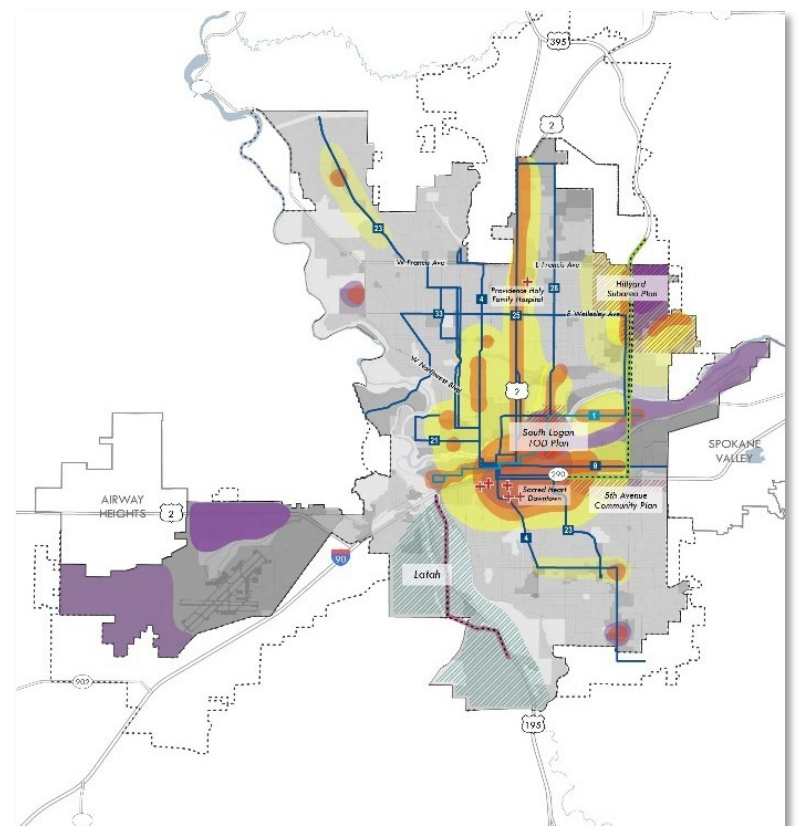 395
2
23
W Francis Ave
E Francis Ave
Providence Holy
Family Hospital
4
28
Hillyard
Subarea Plan
33
25
E Wellesley Ave
W Northwest Blvd
2
1
21
South Logan
TOD Plan
SPOKANE
VALLEY
9
290
AIRWAY
HEIGHTS
2
Sacred Heart
Downtown
5th Avenue
Community Plan
23
4
90
Latah
902
195